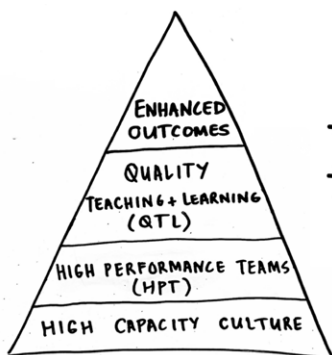 ENHANCED
OUTCOMES
QUALITY
TEACHING + LEARNING
(QTL)
HIGH PERFORMANCE TEAMS
(HPT)
HIGH CAPACITY CULTURE